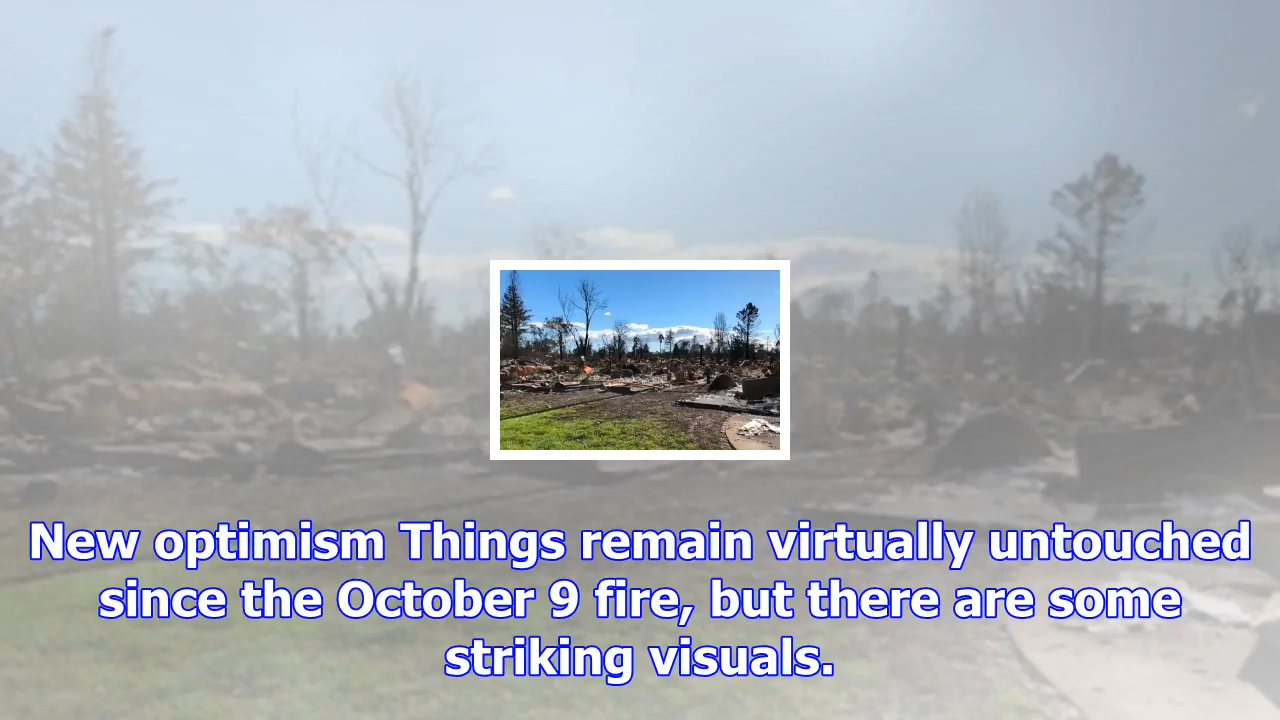 New optimism Things remain virtually untouched
since the October 9 fire, but there are some
striking visuals.